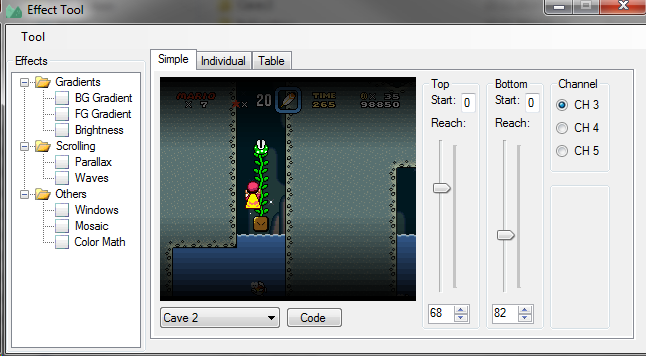 Effect Tool
Tool
Effects
Gradients
BG Gradient
FG Gradient
Brightness
Scrolling
Parallax
Waves
Others
Windows
Mosaic
Color Math
Simple
Individual
Table
MARIO
20
TIME
35
x 7
265
98850
Cave 2
Code
Top
Start: 0
Reach:
68
Bottom
Start: 0
Reach:
82
Channel
CH 3
CH 4
CH 5